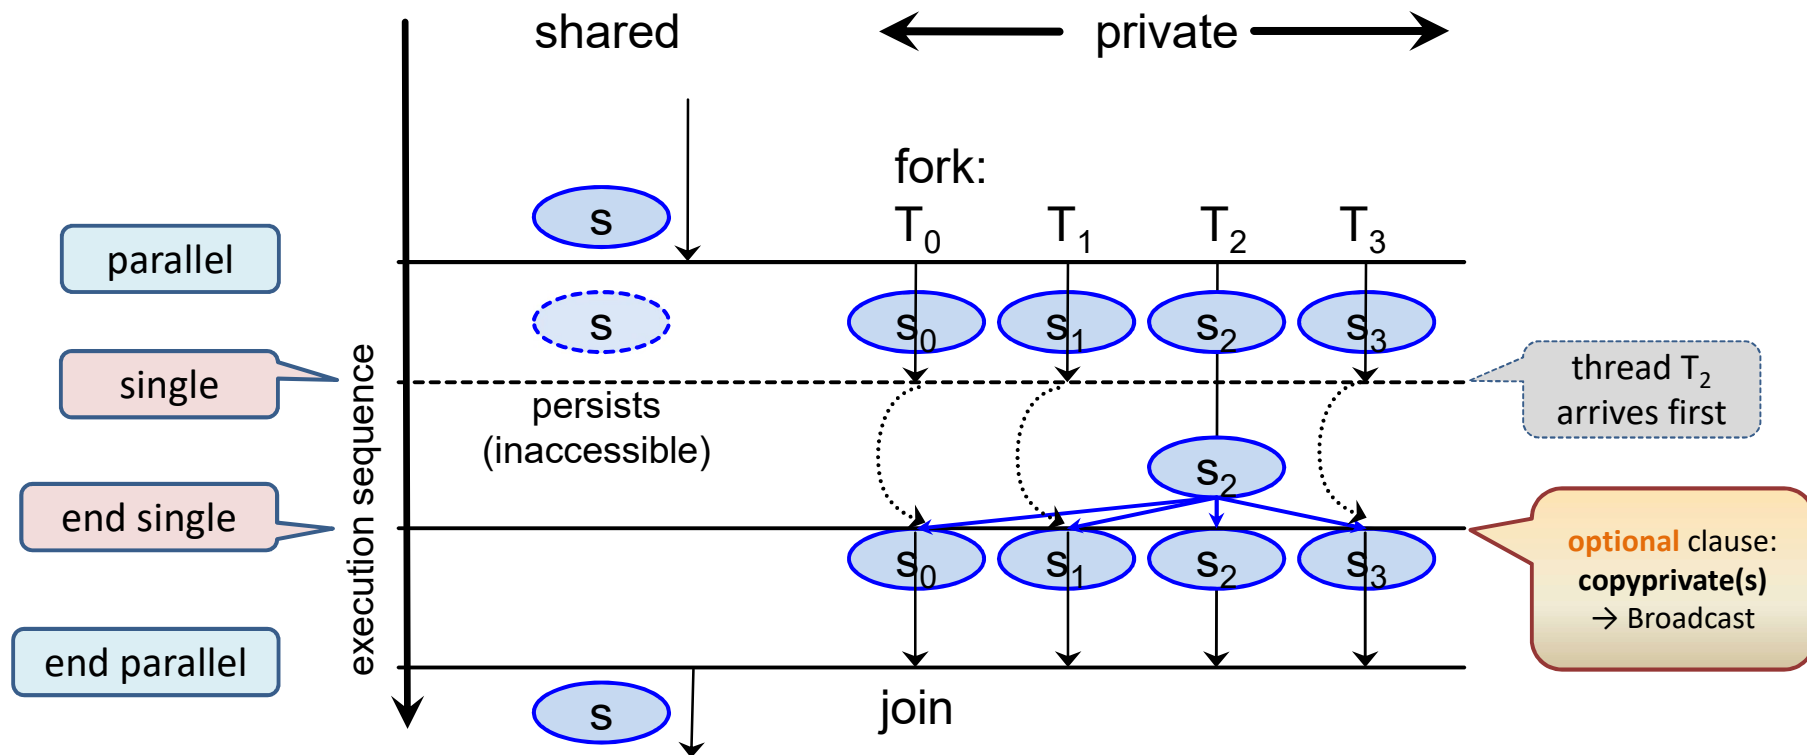 shared
private
fork:
s
T0 T1 T2 T3
parallel
s
s0 s1 s2 s3
single
thread T2
arrives first
persists
(inaccessible)
execution sequence
s2
end single
optional clause:
copyprivate(s)
→ Broadcast
s0 s1 s2 s3
end parallel
s
join